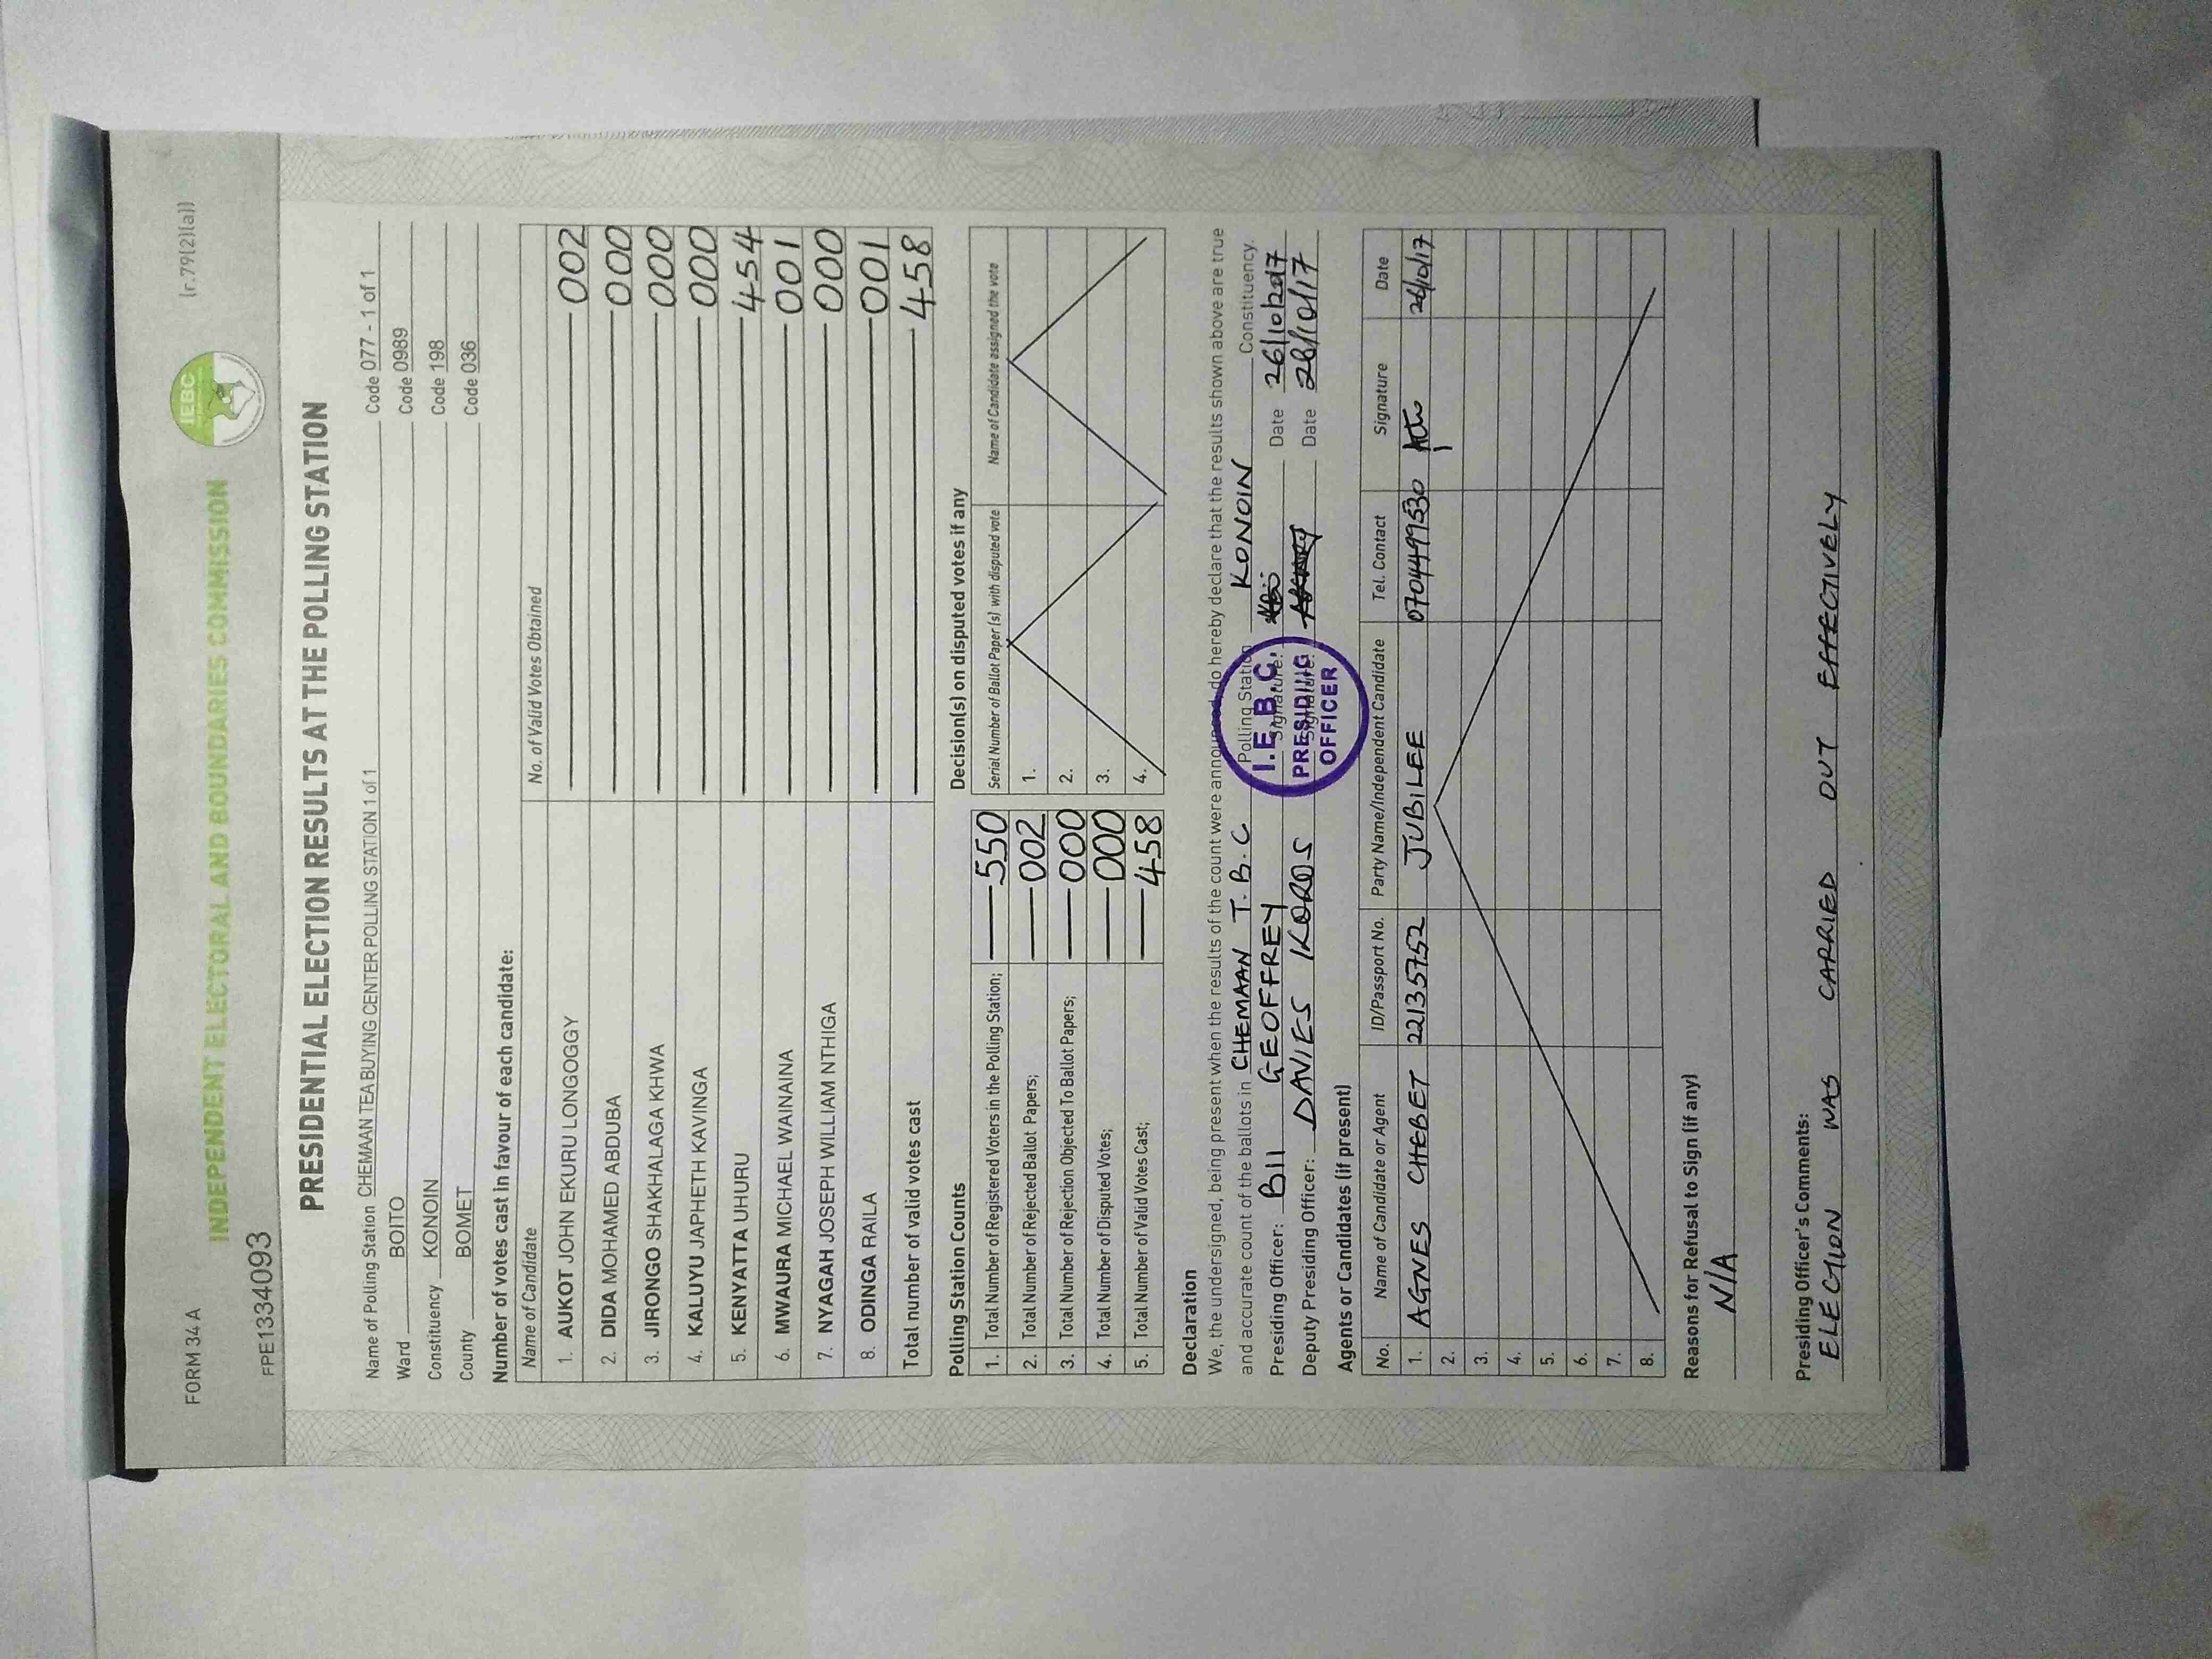 FORM 34 A
(r.79(2)(a))
INDEPENDENT ELECTORAL AND BOUNDARIES COMMISSION
IEBC
FPE1334093
PRESIDENTIAL ELECTION RESULTS AT THE POLLING STATION
Name of Polling Station CHEMAAN TEA BUYING CENTER POLLING STATION 1 of 1 Code 077 - 1 of 1
Ward BOITO Code 0989
Constituency KONOIN Code 198
County BOMET Code 036
Number of votes cast in favour of each candidate:
Name of Candidate No. of Valid Votes Obtained
1. AUKOT JOHN EKURU LONGOGGY 002
2. DIDA MOHAMED ABDUBA 000
3. JIRONGO SHAKHALAGA KHWA 000
4. KALUYU JAPHETH KAVINGA 000
5. KENYATTA UHURU 454
6. MWAURA MICHAEL WAINAINA 001
7. NYAGAH JOSEPH WILLIAM NTHIGA 000
8. ODINGA RAILA 001
Total number of valid votes cast 458
Polling Station Counts
1. Total Number of Registered Voters in the Polling Station; 550
2. Total Number of Rejected Ballot Papers; 002
3. Total Number of Rejection Objected To Ballot Papers; 000
4. Total Number of Disputed Votes; 000
5. Total Number of Valid Votes Cast; 458
Decision(s) on disputed votes if any
Serial Number of Ballot Paper(s) with disputed vote Name of Candidate assigned the vote
1.
2.
3.
4.
Declaration
We, the undersigned, being present when the results of the count were announced, do hereby declare that the results shown above are true
and accurate count of the ballots in CHEMAAN T.B.C Polling Station KONOIN Constituency.
Presiding Officer: BII GEOFFREY Signature: Date 26/10/2017
Deputy Presiding Officer: DAVIES KOROS Signature: Date 26/10/17
I.E.B.C.
PRESIDING
OFFICER
Agents or Candidates (if present)
No. Name of Candidate or Agent ID/Passport No. Party Name/Independent Candidate Tel. Contact Signature Date
1. AGNES CHEBET 22135752 JUBILEE 0704499530 26/10/17
2.
3.
4.
5.
6.
7.
8.
Reasons for Refusal to Sign (if any)
N/A
Presiding Officer's Comments:
ELECTION WAS CARRIED OUT EFFECTIVELY